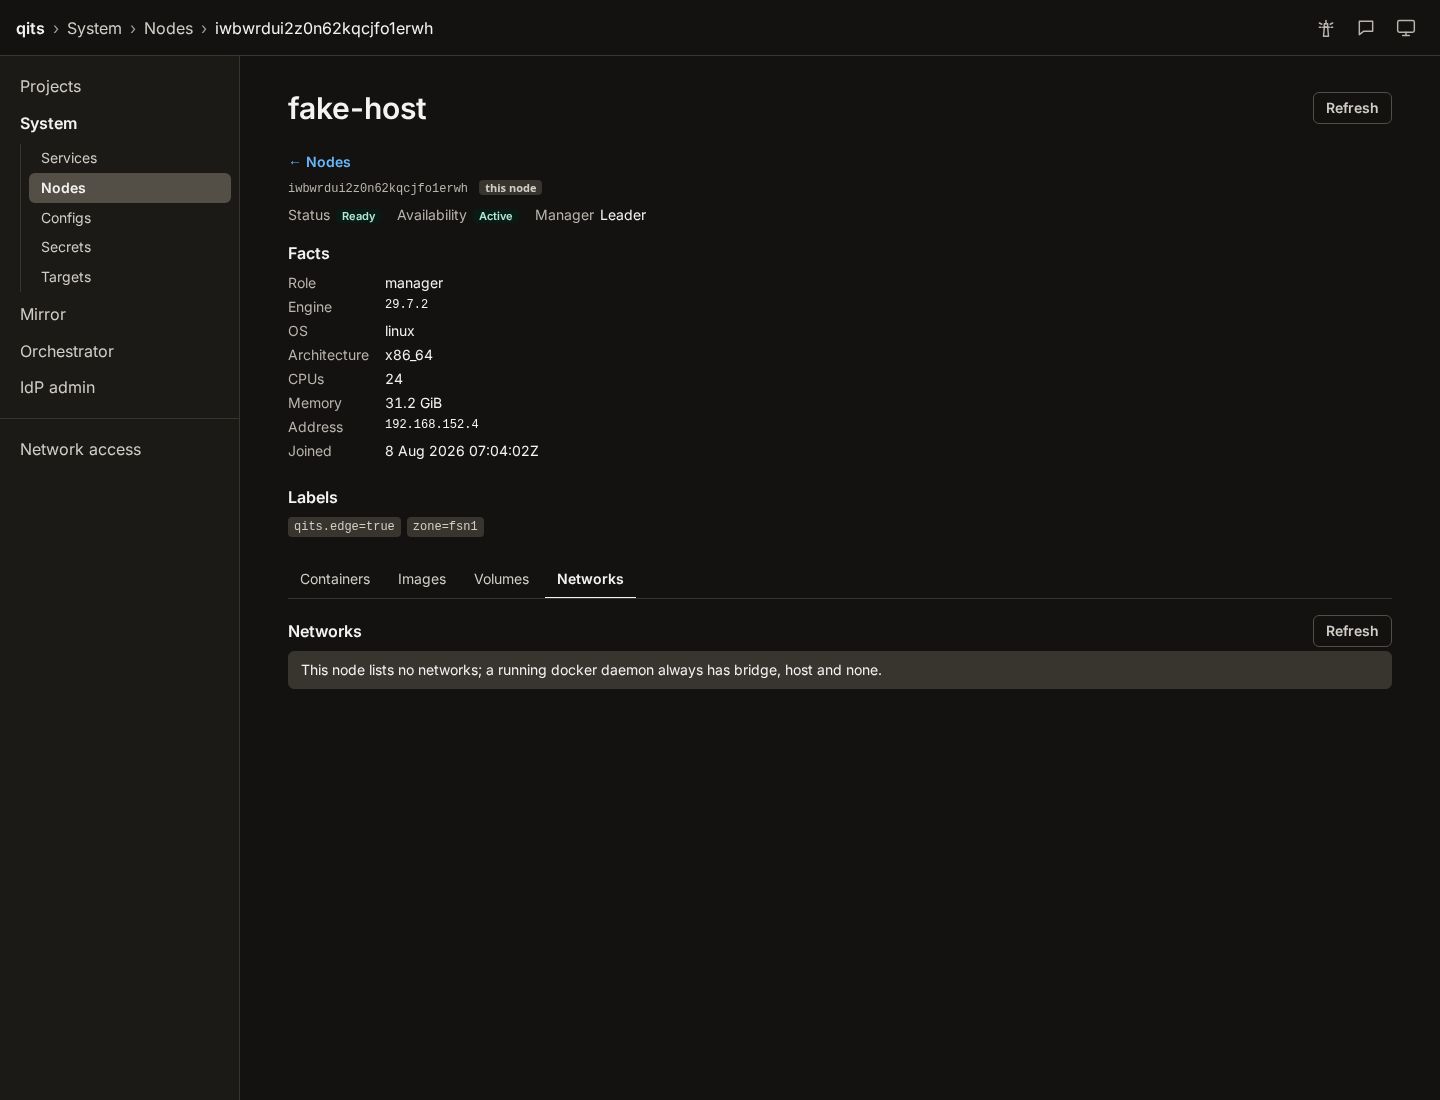 qits › System › Nodes › iwbwrdui2z0n62kqcjfo1erwh
Projects
System
Services
Nodes
Configs
Secrets
Targets
Mirror
Orchestrator
IdP admin
Network access
fake-host
Refresh
← Nodes
iwbwrdui2z0n62kqcjfo1erwh this node
Status Ready Availability Active Manager Leader
Facts
Role manager
Engine 29.7.2
OS linux
Architecture x86_64
CPUs 24
Memory 31.2 GiB
Address 192.168.152.4
Joined 8 Aug 2026 07:04:02Z
Labels
qits.edge=true zone=fsn1
Containers Images Volumes Networks
Networks
Refresh
This node lists no networks; a running docker daemon always has bridge, host and none.